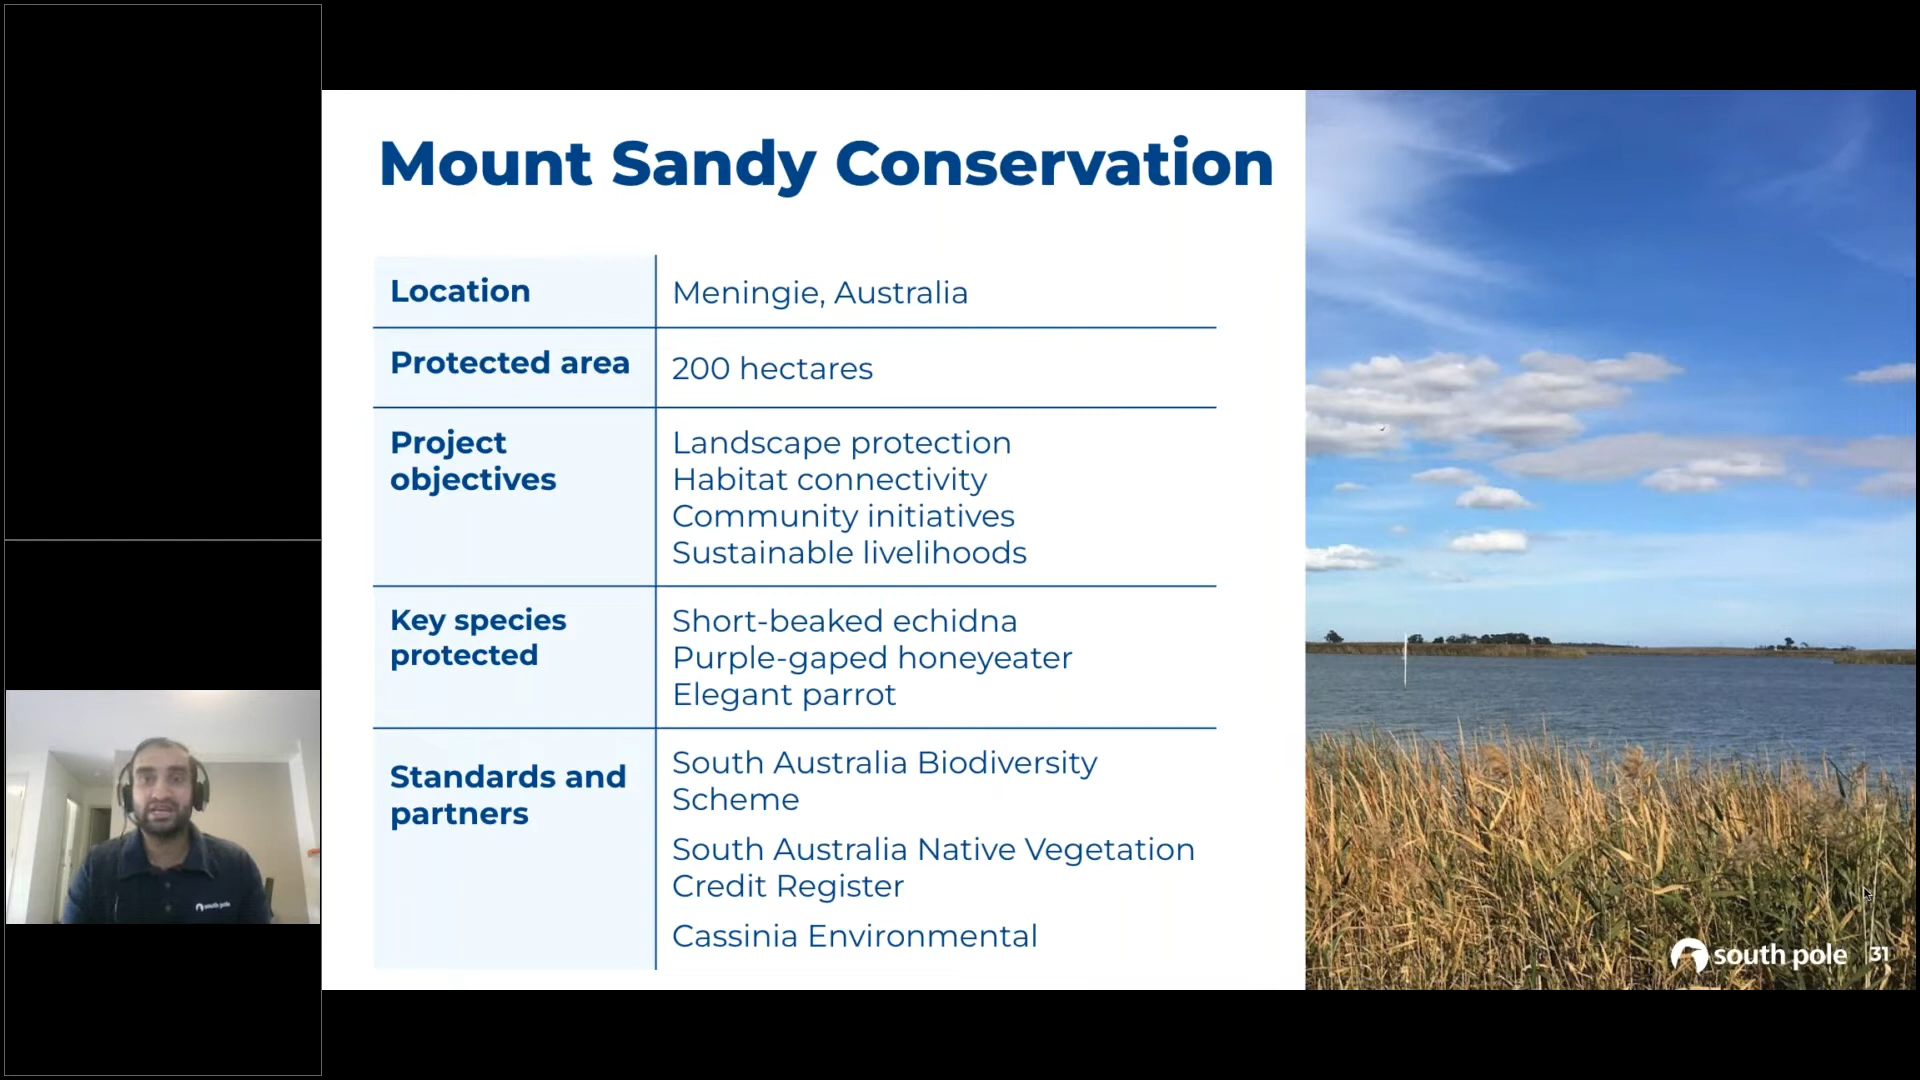 Mount Sandy Conservation
Location
Meningie, Australia
Protected area
200 hectares
Project
objectives
Landscape protection
Habitat connectivity
Community initiatives
Sustainable livelihoods
Key species
protected
Short-beaked echidna
Purple-gaped honeyeater
Elegant parrot
Standards and
partners
South Australia Biodiversity
Scheme
South Australia Native Vegetation
Credit Register
Cassinia Environmental
south pole
south pole
31